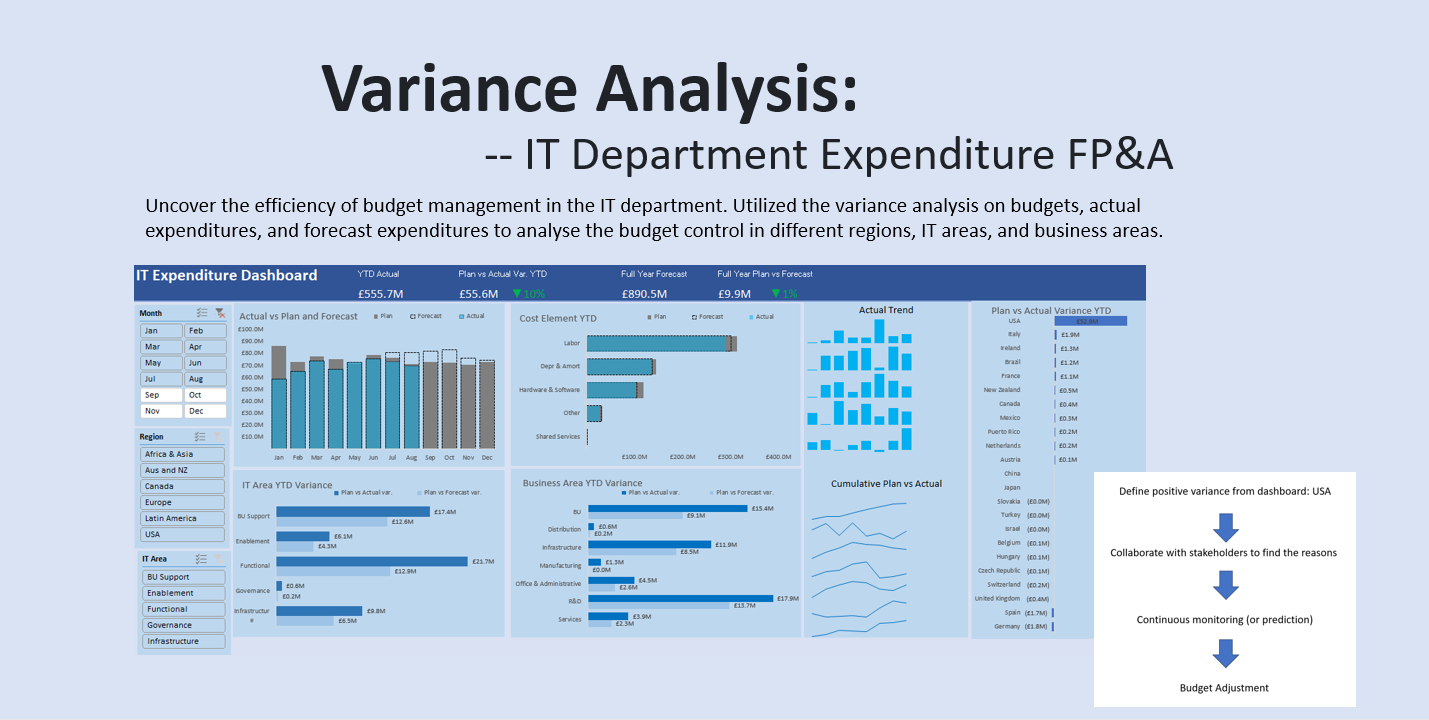 Variance Analysis:
-- IT Department Expenditure FP&A
Uncover the efficiency of budget management in the IT department. Utilized the variance analysis on budgets, actual
expenditures, and forecast expenditures to analyse the budget control in different regions, IT areas, and business areas.
IT Expenditure Dashboard
YTD Actual
Plan vs Actual Var. YTD
Full Year Forecast
Full Year Plan vs Forecast
£555.7M
£55.6M ▼10%
£890.5M
£9.9M ▼1%
Month
Jan Feb
Mar Apr
May Jun
Jul Aug
Sep Oct
Nov Dec
Region
Africa & Asia
Aus and NZ
Canada
Europe
Latin America
USA
IT Area
BU Support
Enablement
Functional
Governance
Infrastructure
Actual vs Plan and Forecast
Plan Forecast Actual
£100.0M
£90.0M
£80.0M
£70.0M
£60.0M
£50.0M
£40.0M
£30.0M
£20.0M
£10.0M
Jan Feb Mar Apr May Jun Jul Aug Sep Oct Nov Dec
Cost Element YTD
Plan Forecast Actual
Labor
Depr & Amort
Hardware & Software
Other
Shared Services
£100.0M £200.0M £300.0M £400.0M
Actual Trend
Plan vs Actual Variance YTD
USA £52.9M
Italy £1.9M
Ireland £1.3M
Brazil £1.2M
France £1.1M
New Zealand £0.5M
Canada £0.4M
Mexico £0.3M
Puerto Rico £0.2M
Netherlands £0.2M
Austria £0.1M
China
Japan
Slovakia (£0.0M)
Turkey (£0.0M)
Israel (£0.0M)
Belgium (£0.1M)
Hungary (£0.1M)
Czech Republic (£0.1M)
Switzerland (£0.2M)
United Kingdom (£0.4M)
Spain (£1.7M)
Germany (£1.8M)
IT Area YTD Variance
Plan vs Actual var. Plan vs Forecast var.
BU Support £17.4M
£12.6M
Enablement £6.1M
£4.3M
Functional £21.7M
£12.9M
Governance £0.6M
£0.2M
Infrastructur
e £9.8M
£6.5M
Business Area YTD Variance
Plan vs Actual var. Plan vs Forecast var.
BU £15.4M
£9.1M
Distribution £0.6M
£0.2M
Infrastructure £11.9M
£8.5M
Manufacturing £1.3M
£0.0M
Office & Administrative £4.5M
£2.6M
R&D £17.9M
£13.7M
Services £3.9M
£2.3M
Cumulative Plan vs Actual
Define positive variance from dashboard: USA
Collaborate with stakeholders to find the reasons
Continuous monitoring (or prediction)
Budget Adjustment